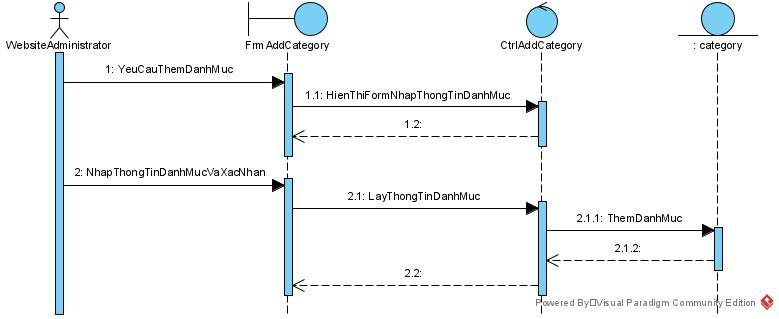 WebsiteAdministrator
FrmAddCategory
CtrlAddCategory
: category
1: YeuCauThemDanhMuc
1.1: HienThiFormNhapThongTinDanhMuc
1.2:
2: NhapThongTinDanhMucVaXacNhan
2.1: LayThongTinDanhMuc
2.1.1: ThemDanhMuc
2.1.2:
2.2:
Powered By Visual Paradigm Community Edition